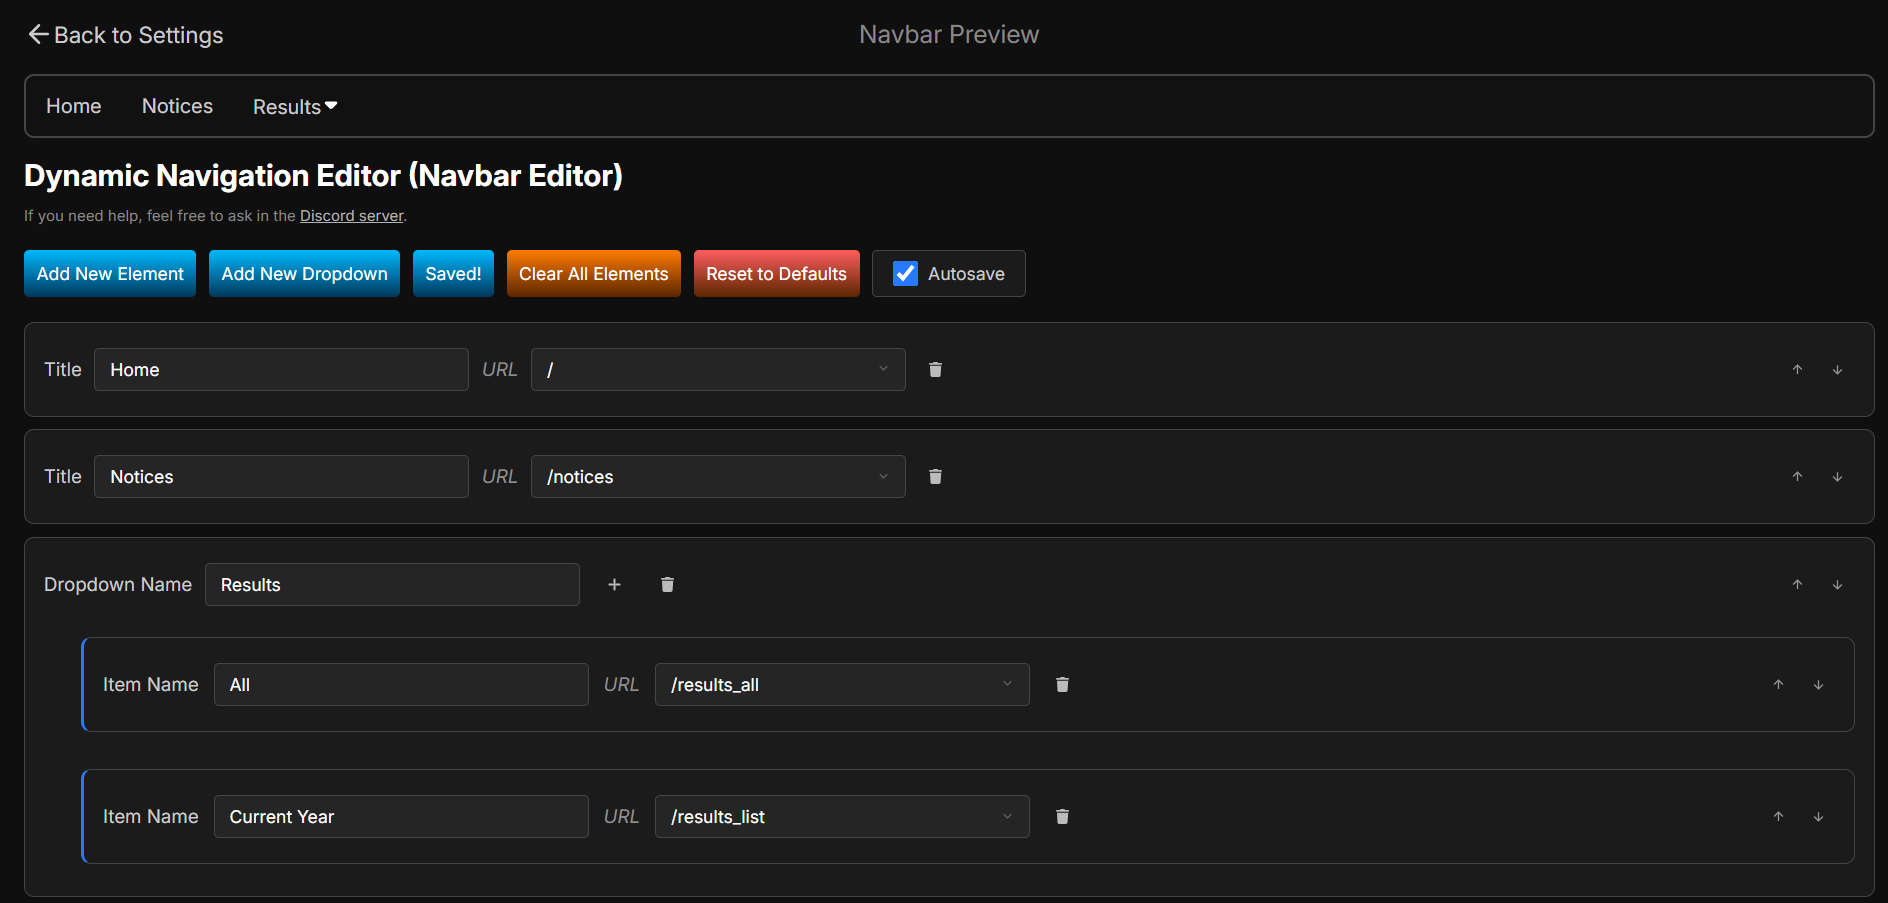 Back to Settings
Navbar Preview
Home Notices Results
Dynamic Navigation Editor (Navbar Editor)
If you need help, feel free to ask in the Discord server.
Add New Element Add New Dropdown Saved! Clear All Elements Reset to Defaults Autosave
Title Home URL /
Title Notices URL /notices
Dropdown Name Results +
Item Name All URL /results_all
Item Name Current Year URL /results_list